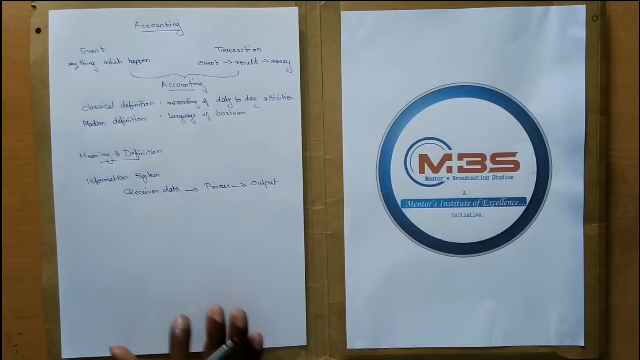 Accounting
Event
Transaction
anything which happen
event → result → money
Accounting
Classical definition : recording of day to day activities
Modern definition : language of business
Meaning & Definition
Information System
Receives data → Process → Output
MBS
Mentor's Broadcasting Studios
A
Mentor's Institute of Excellence...
Initiative.